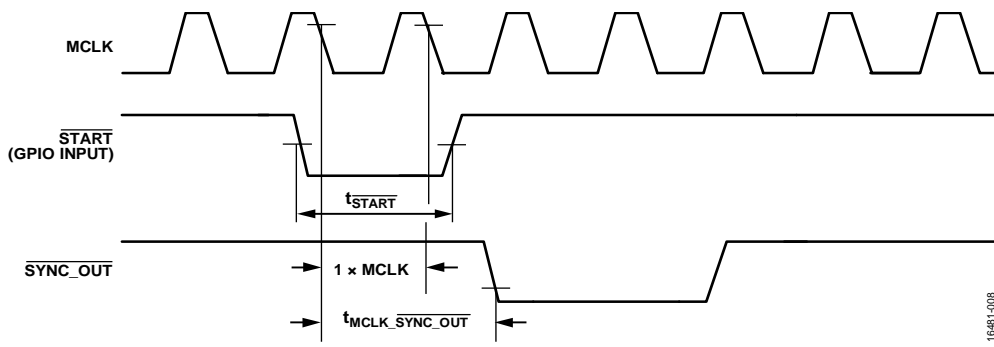 MCLK
START
(GPIO INPUT)
tSTART
SYNC_OUT
1 × MCLK
tMCLK_SYNC_OUT
16481-008